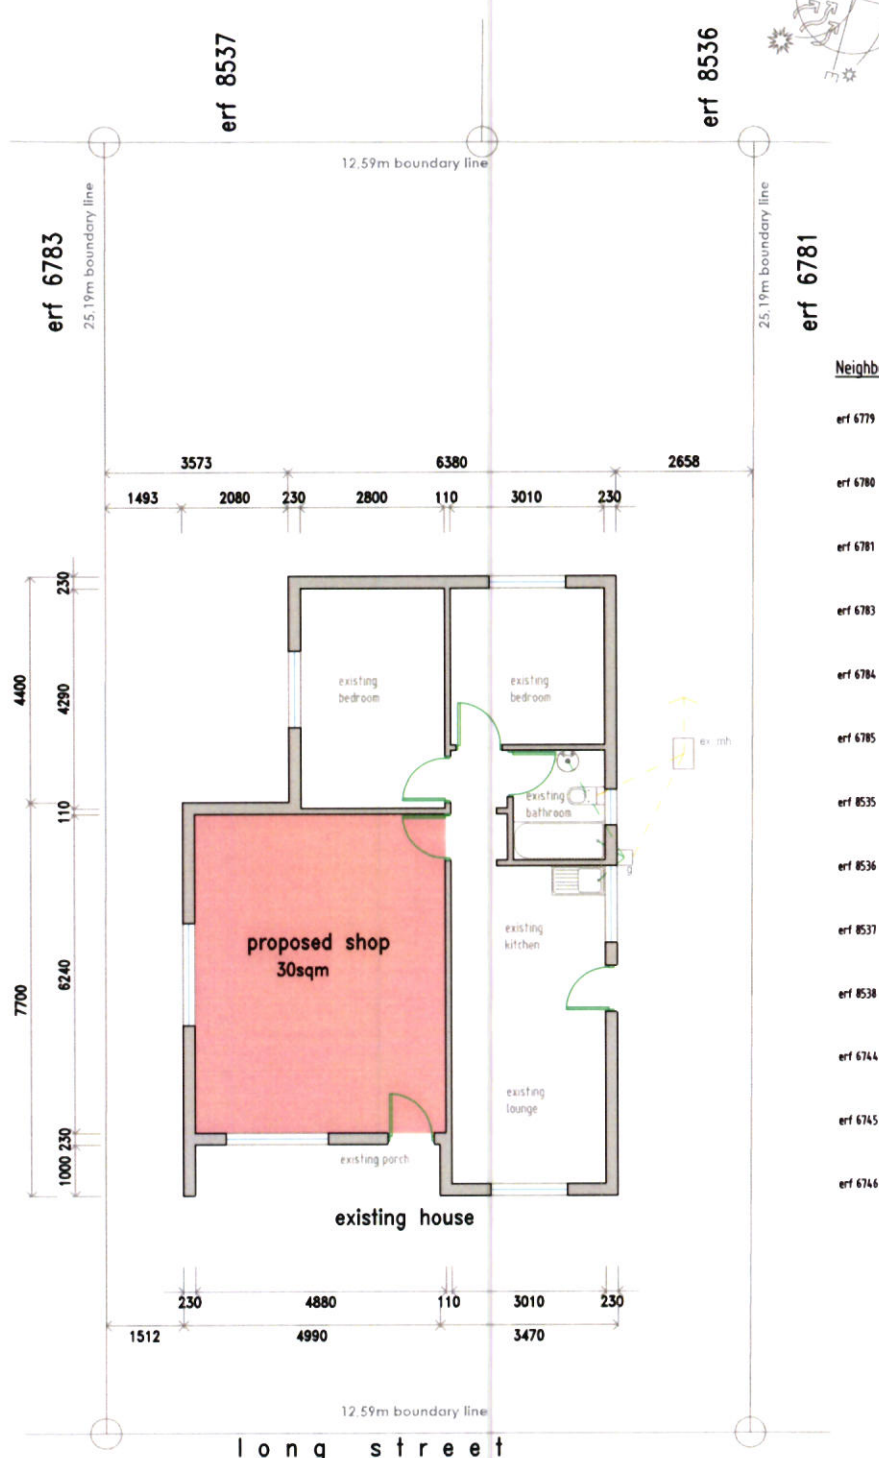 erf 8537
erf 8536
E
12.59m boundary line
erf 6783
25.19m boundary line
25.19m boundary line
erf 6781
Neighb
erf 6779
erf 6780
erf 6781
erf 6783
erf 6784
erf 6785
erf 8535
erf 8536
erf 8537
erf 8538
erf 6744
erf 6745
erf 6746
3573
6380
2658
1493
2080
230
2800
110
3010
230
230
4400
4290
110
7700
6240
230
1000
existing
bedroom
existing
bedroom
ex mh
existing
bathroom
g
proposed shop
30sqm
existing
kitchen
existing
lounge
existing porch
existing house
230
4880
110
3010
230
1512
4990
3470
12.59m boundary line
long street